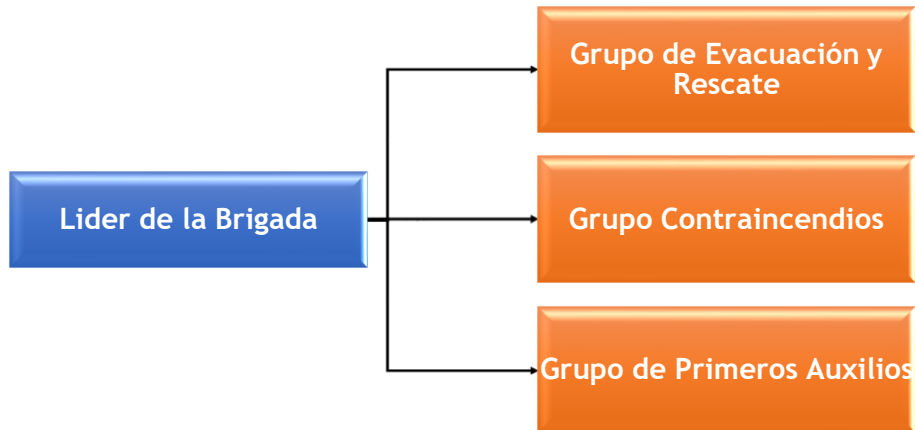 Grupo de Evacuación y
Rescate
Lider de la Brigada
Grupo Contraincendios
Grupo de Primeros Auxilios